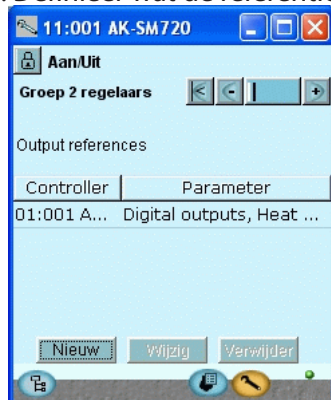 11:001 AK-SM720
Aan/Uit
Groep 2 regelaars
Output references
Controller Parameter
01:001 A... Digital outputs, Heat ...
Nieuw Wijzig Verwijder